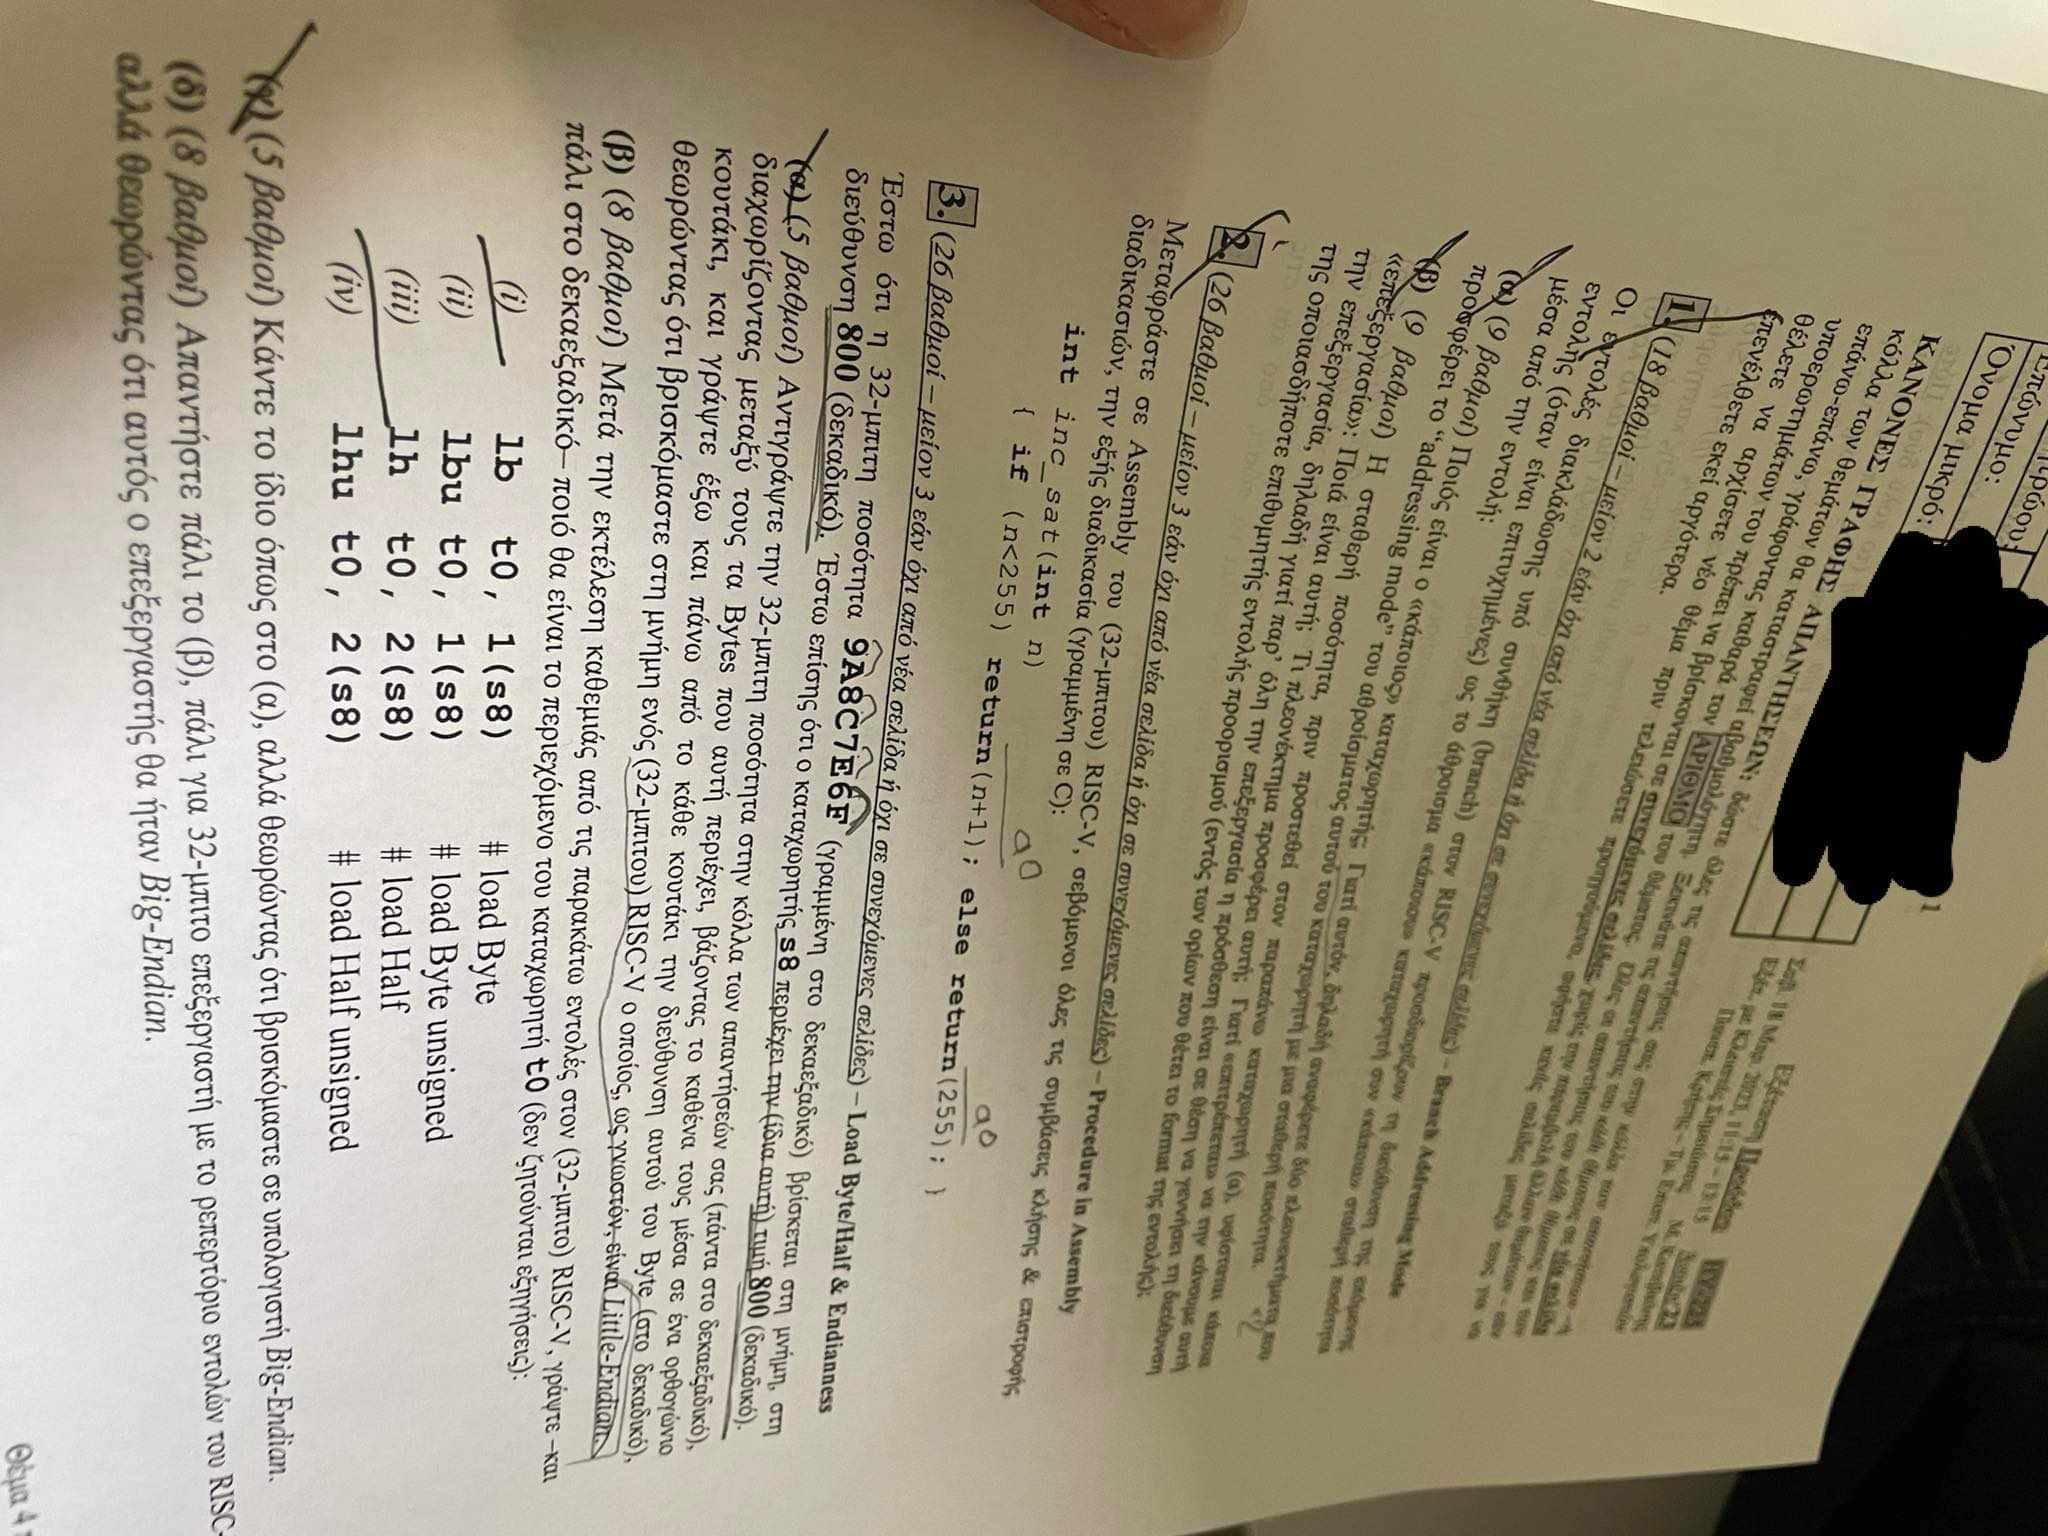 τρώου:
Επώνυμο:
Όνομα μικρό:
1
ΗΥ-225
Εξέταση Προόδου
Σαβ. 18 Μαρ. 2023, 11:15 – 13:15
Εξέτ. με Κλειστές Σημειώσεις Μ. Κατεβαίνης
Πανεπ. Κρήτης – Τμ. Επιστ. Υπολογιστών
ΚΑΝΟΝΕΣ ΓΡΑΦΗΣ ΑΠΑΝΤΗΣΕΩΝ: δώστε όλες τις απαντήσεις σας στην κόλλα των απαντήσεων –η
κόλλα των θεμάτων θα καταστραφεί αβαθμολόγητη. Ξεκινάτε τις απαντήσεις του κάθε θέματος σε νέα σελίδα
επάνω-επάνω, γράφοντας καθαρά τον ΑΡΙΘΜΟ του θέματος. Όλες οι απαντήσεις του κάθε θέματος και των
υποερωτημάτων του πρέπει να βρίσκονται σε συνεχόμενες σελίδες, χωρίς την παρεμβολή άλλων θεμάτων – εάν
θέλετε να αρχίσετε νέο θέμα πριν τελειώσετε προηγούμενο, αφήστε κενές σελίδες μεταξύ τους για να
επενέλθετε εκεί αργότερα.
1. (18 βαθμοί – μείον 2 εάν όχι από νέα σελίδα ή όχι σε συνεχόμενες σελίδες) – Branch Addressing Mode
Οι εντολές διακλάδωσης υπό συνθήκη (branch) στον RISC-V προσδιορίζουν τη διεύθυνση της επόμενης
εντολής (όταν είναι επιτυχημένες) ως το άθροισμα «κάποιου» καταχωρητή συν «κάποια» σταθερή ποσότητα
μέσα από την εντολή:
(α) (9 βαθμοί) Ποιός είναι ο «κάποιος» καταχωρητής; Γιατί αυτόν, δηλαδή αναφέρετε δύο πλεονεκτήματα που
προσφέρει το “addressing mode” του αθροίσματος αυτού του καταχωρητή με μια σταθερή ποσότητα.
(β) (9 βαθμοί) Η σταθερή ποσότητα, πριν προστεθεί στον παραπάνω καταχωρητή (α), υφίσταται κάποια
«επεξεργασία»: Ποιά είναι αυτή; Τι πλεονέκτημα προσφέρει αυτή; Γιατί «επιτρέπεται» να την κάνουμε αυτή
την επεξεργασία, δηλαδή γιατί παρ’ όλη την επεξεργασία η πρόσθεση είναι σε θέση να γεννήσει τη διεύθυνση
της οποιασδήποτε επιθυμητής εντολής προορισμού (εντός των ορίων που θέτει το format της εντολής);
2. (26 βαθμοί – μείον 3 εάν όχι από νέα σελίδα ή όχι σε συνεχόμενες σελίδες) – Procedure in Assembly
Μεταφράστε σε Assembly του (32-μπιτου) RISC-V, σεβόμενοι όλες τις συμβάσεις κλήσης & επιστροφής
διαδικασιών, την εξής διαδικασία (γραμμένη σε C):
int inc_sat(int n)
a0
a0
{ if (n<255) return(n+1); else return(255); }
3. (26 βαθμοί – μείον 3 εάν όχι από νέα σελίδα ή όχι σε συνεχόμενες σελίδες) – Load Byte/Half & Endianness
Έστω ότι η 32-μπιτη ποσότητα 9A8C7E6F (γραμμένη στο δεκαεξαδικό) βρίσκεται στη μνήμη, στη
διεύθυνση 800 (δεκαδικό). Έστω επίσης ότι ο καταχωρητής s8 περιέχει την (ίδια αυτή) τιμή 800 (δεκαδικό).
(α) (5 βαθμοί) Αντιγράψτε την 32-μπιτη ποσότητα στην κόλλα των απαντήσεών σας (πάντα στο δεκαεξαδικό),
διαχωρίζοντας μεταξύ τους τα Bytes που αυτή περιέχει, βάζοντας το καθένα τους μέσα σε ένα ορθογώνιο
κουτάκι, και γράψτε έξω και πάνω από το κάθε κουτάκι την διεύθυνση αυτού του Byte (στο δεκαδικό),
θεωρώντας ότι βρισκόμαστε στη μνήμη ενός (32-μπιτου) RISC-V ο οποίος, ως γνωστόν, είναι Little-Endian.
(β) (8 βαθμοί) Μετά την εκτέλεση καθεμιάς από τις παρακάτω εντολές στον (32-μπιτο) RISC-V, γράψτε –και
πάλι στο δεκαεξαδικό– ποιό θα είναι το περιεχόμενο του καταχωρητή t0 (δεν ζητούνται εξηγήσεις):
(i) lb t0, 1(s8) # load Byte
(ii) lbu t0, 1(s8) # load Byte unsigned
(iii) lh t0, 2(s8) # load Half
(iv) lhu t0, 2(s8) # load Half unsigned
(γ) (5 βαθμοί) Κάντε το ίδιο όπως στο (α), αλλά θεωρώντας ότι βρισκόμαστε σε υπολογιστή Big-Endian.
(δ) (8 βαθμοί) Απαντήστε πάλι το (β), πάλι για 32-μπιτο επεξεργαστή με το ρεπερτόριο εντολών του RISC-
αλλά θεωρώντας ότι αυτός ο επεξεργαστής θα ήταν Big-Endian.
Θέμα 4